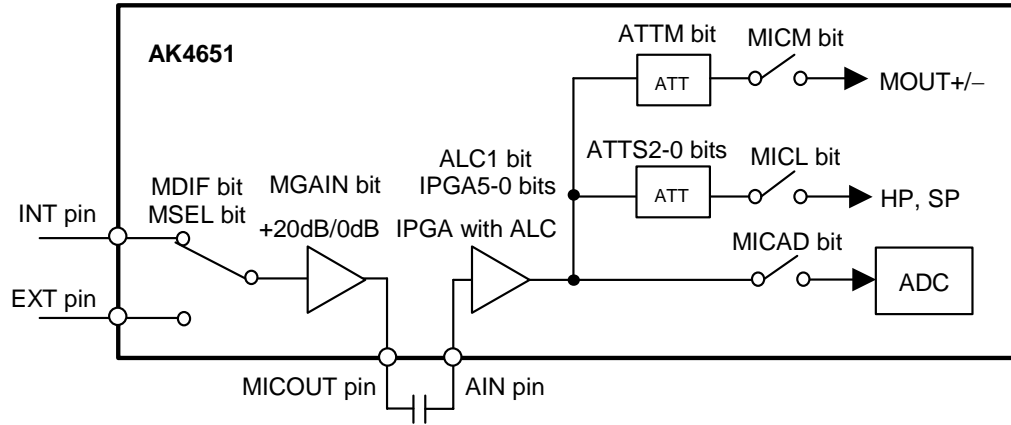 AK4651
ATTM bit
MICM bit
ATT
MOUT+/−
ATTS2-0 bits
MICL bit
ATT
HP, SP
ALC1 bit
IPGA5-0 bits
IPGA with ALC
MDIF bit
MSEL bit
MGAIN bit
+20dB/0dB
INT pin
EXT pin
MICAD bit
ADC
MICOUT pin
AIN pin